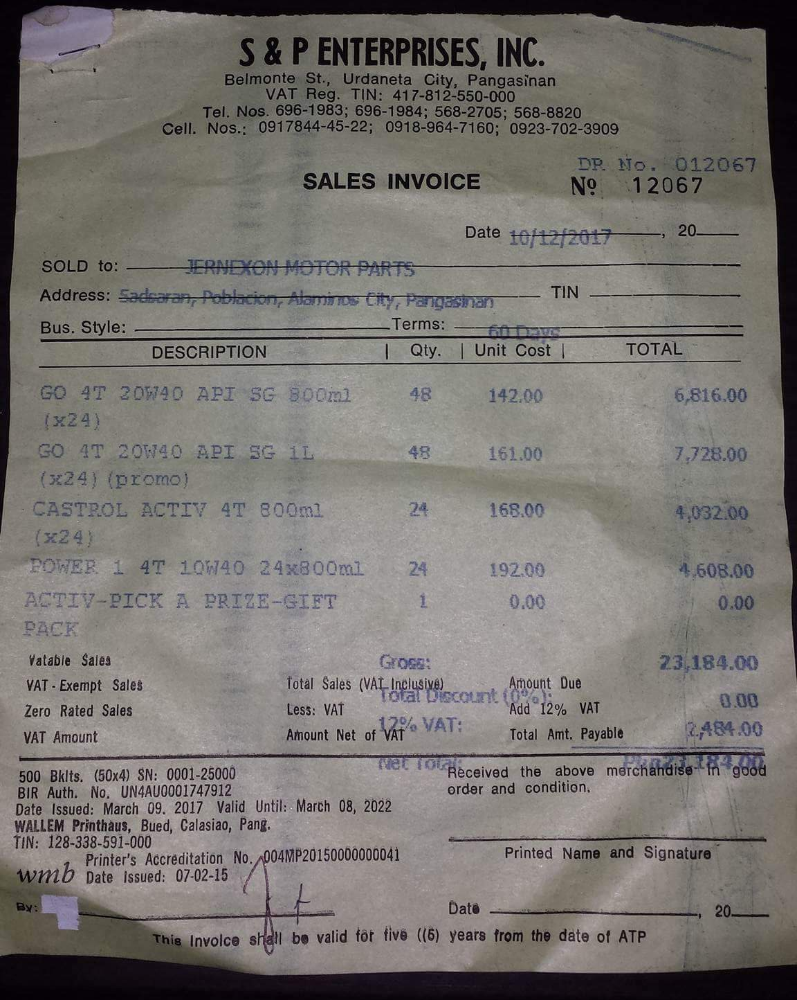 S & P ENTERPRISES, INC.
Belmonte St., Urdaneta City, Pangasinan
VAT Reg. TIN: 417-812-550-000
Tel. Nos. 696-1983; 696-1984; 568-2705; 568-8820
Cell. Nos.: 0917844-45-22; 0918-964-7160; 0923-702-3909
DR No. 012067
SALES INVOICE Nº 12067
Date 10/12/2017, 20
SOLD to: JERNEXON MOTOR PARTS
Address: Sadsaran, Poblacion, Alaminos City, Pangasinan TIN
Bus. Style: Terms: 60 Days
DESCRIPTION | Qty. | Unit Cost | TOTAL
GO 4T 20W40 API SG 800ml 48 142.00 6,816.00
(x24)
GO 4T 20W40 API SG 1L 48 161.00 7,728.00
(x24) (promo)
CASTROL ACTIV 4T 800ml 24 168.00 4,032.00
(x24)
POWER 1 4T 10W40 24x800ml 24 192.00 4,608.00
ACTIV-PICK A PRIZE-GIFT 1 0.00 0.00
PACK
Vatable Sales Gross: 23,184.00
VAT-Exempt Sales Total Sales (VAT Inclusive) Amount Due
Total Discount (0%): 0.00
Zero Rated Sales Less: VAT Add 12% VAT
12% VAT: 2,484.00
VAT Amount Amount Net of VAT Total Amt. Payable
Net Total: Php23,184.00
500 Bklts. (50x4) SN: 0001-25000
BIR Auth. No. UN4AU0001747912
Date Issued: March 09. 2017 Valid Until: March 08, 2022
WALLEM Printhaus, Bued, Calasiao, Pang.
TIN: 128-338-591-000
Printer's Accreditation No. 004MP20150000000041
wmb Date Issued: 07-02-15
By:
Received the above merchandise in good
order and condition.
Printed Name and Signature
Date , 20
This Invoice shall be valid for five ((5) years from the date of ATP